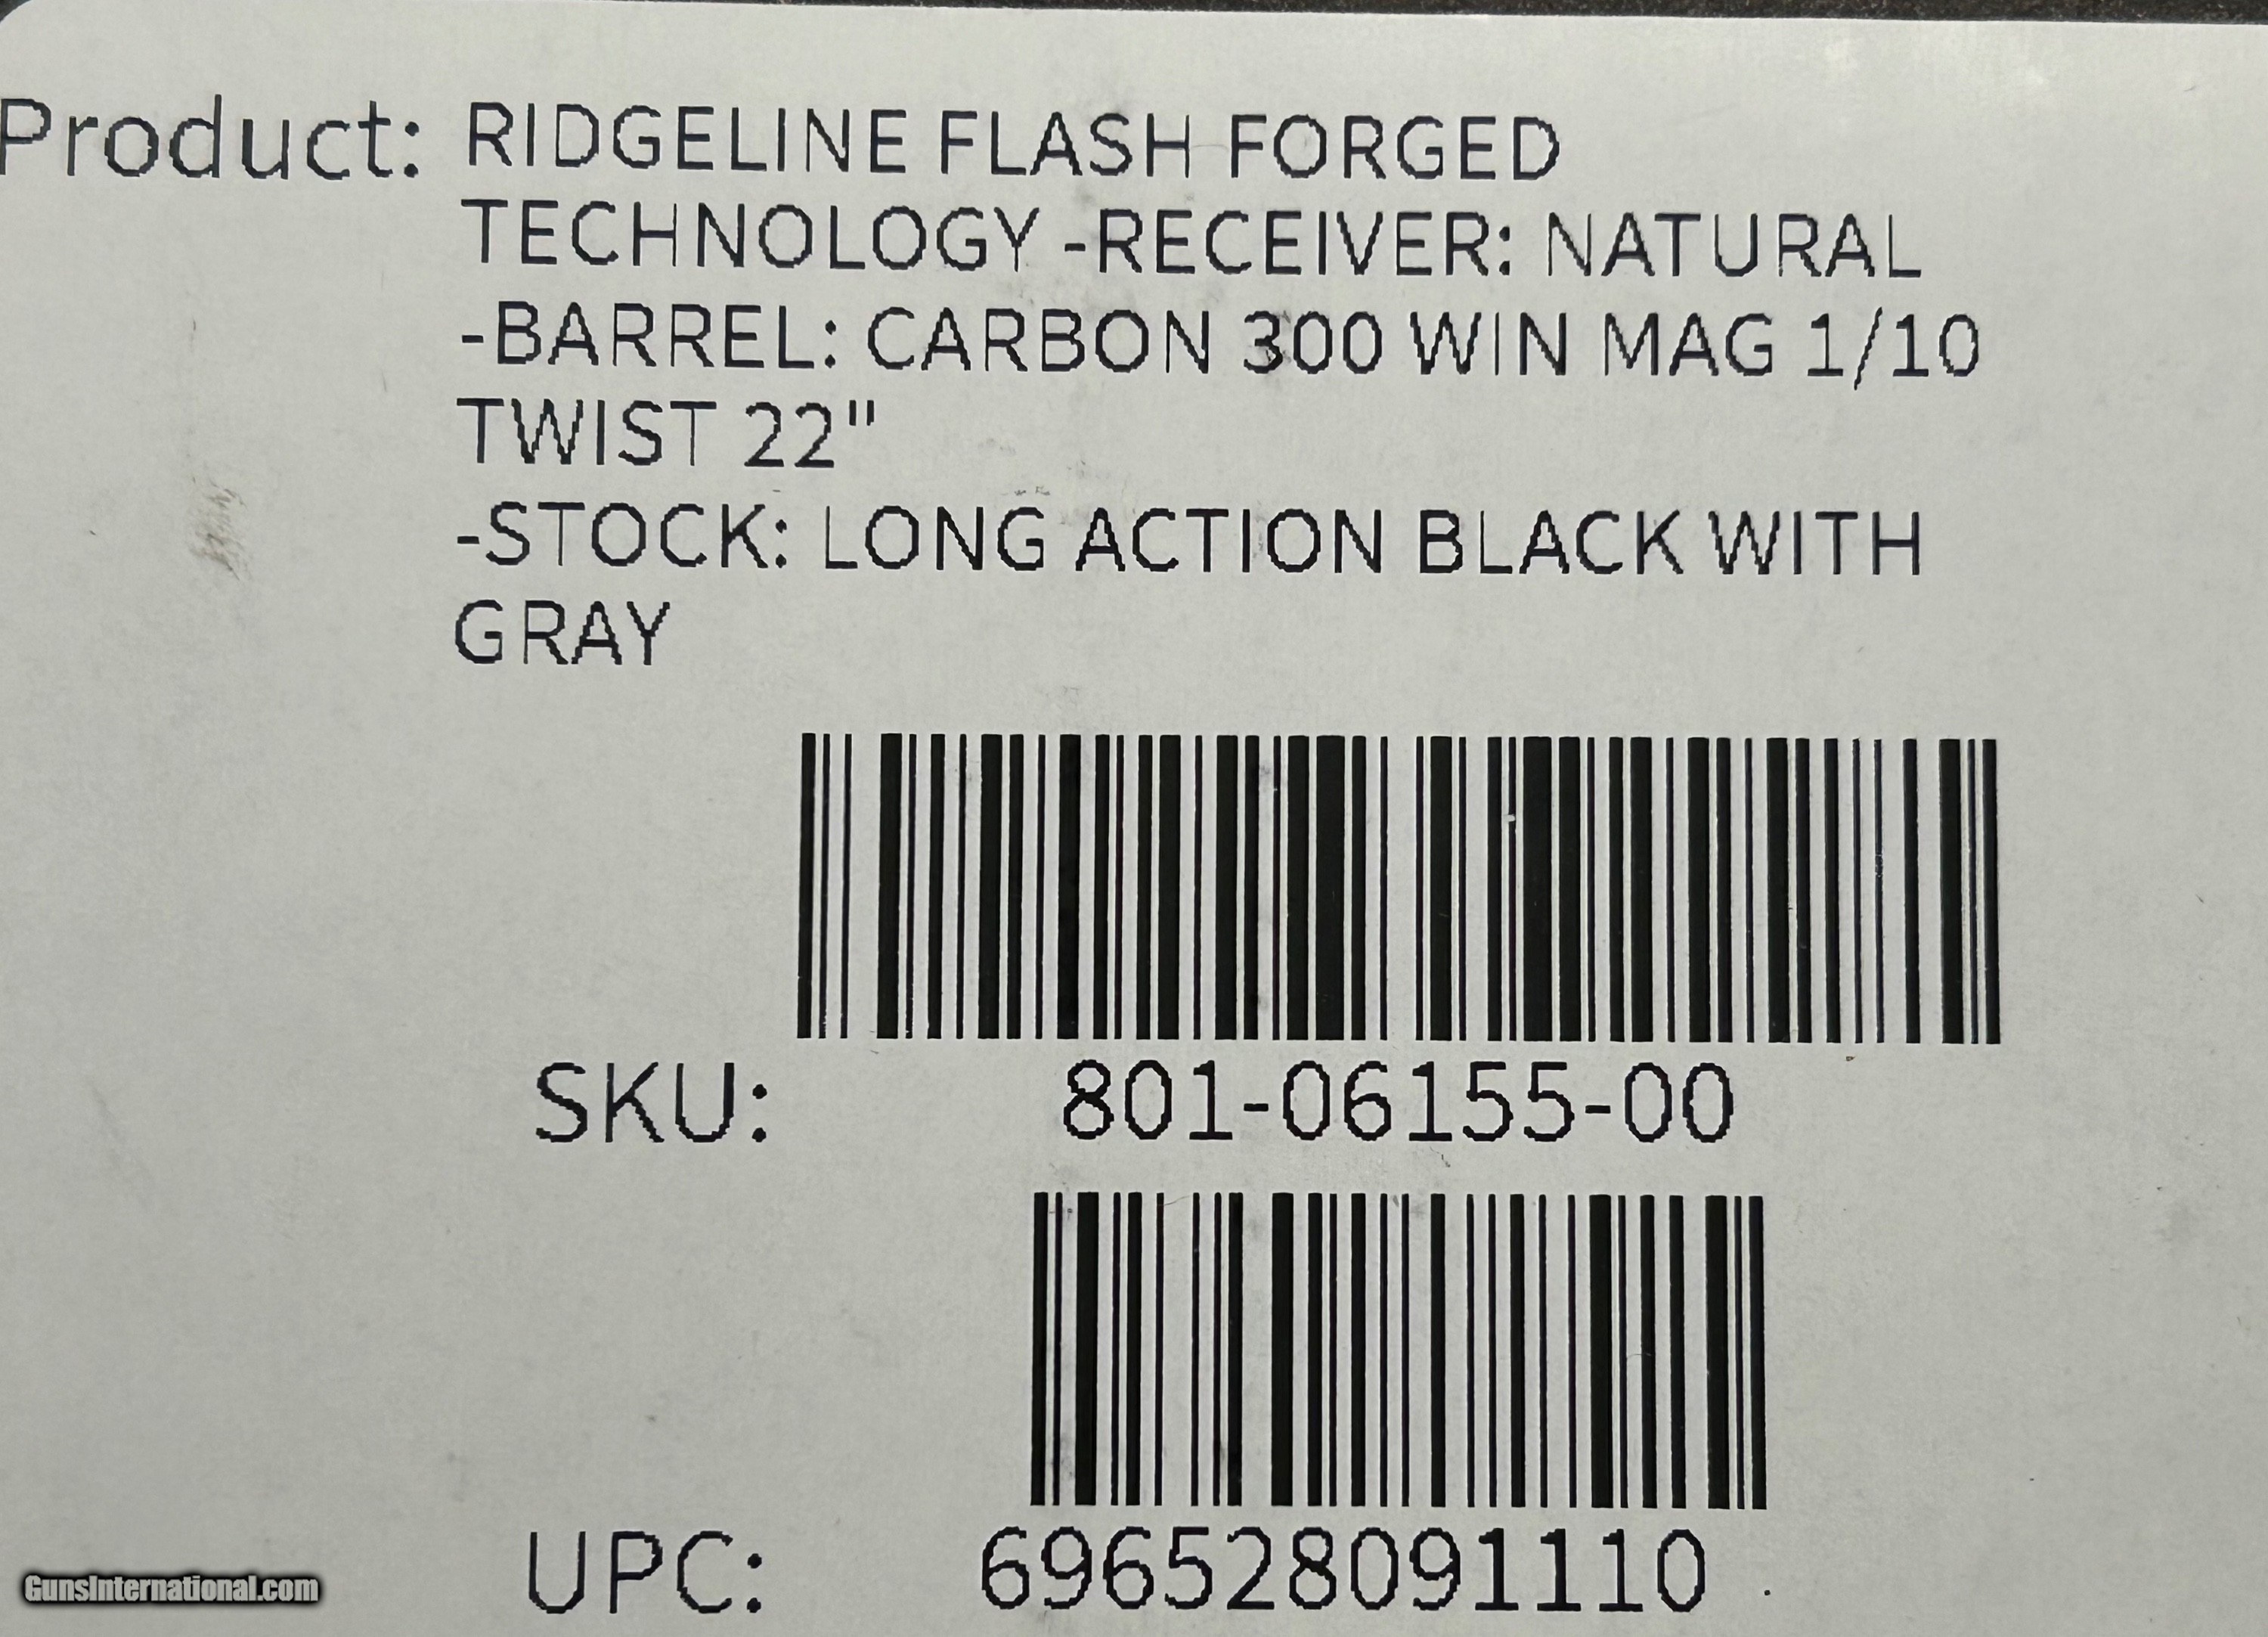 Product: RIDGELINE FLASH FORGED
TECHNOLOGY -RECEIVER: NATURAL
-BARREL: CARBON 300 WIN MAG 1/10
TWIST 22"
-STOCK: LONG ACTION BLACK WITH
GRAY
SKU: 801-06155-00
UPC: 696528091110
GunsInternational.com